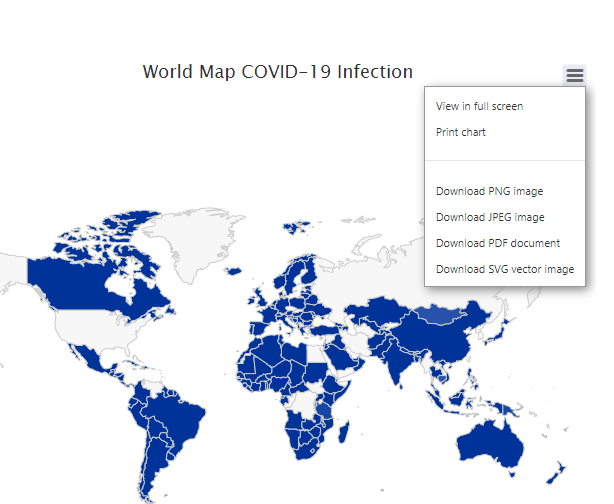 World Map COVID-19 Infection
View in full screen
Print chart
Download PNG image
Download JPEG image
Download PDF document
Download SVG vector image